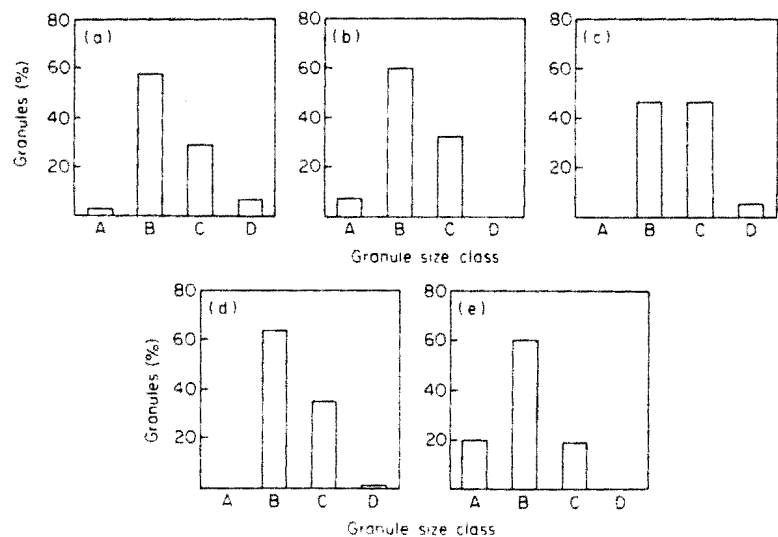 80 80 80
(a) (b) (c)
60 60 60
40 40 40
20 20 20
Granules (%)
A B C D A B C D A B C D
Granule size class
80 80
(d) (e)
60 60
40 40
20 20
Granules (%)
A B C D A B C D
Granule size class